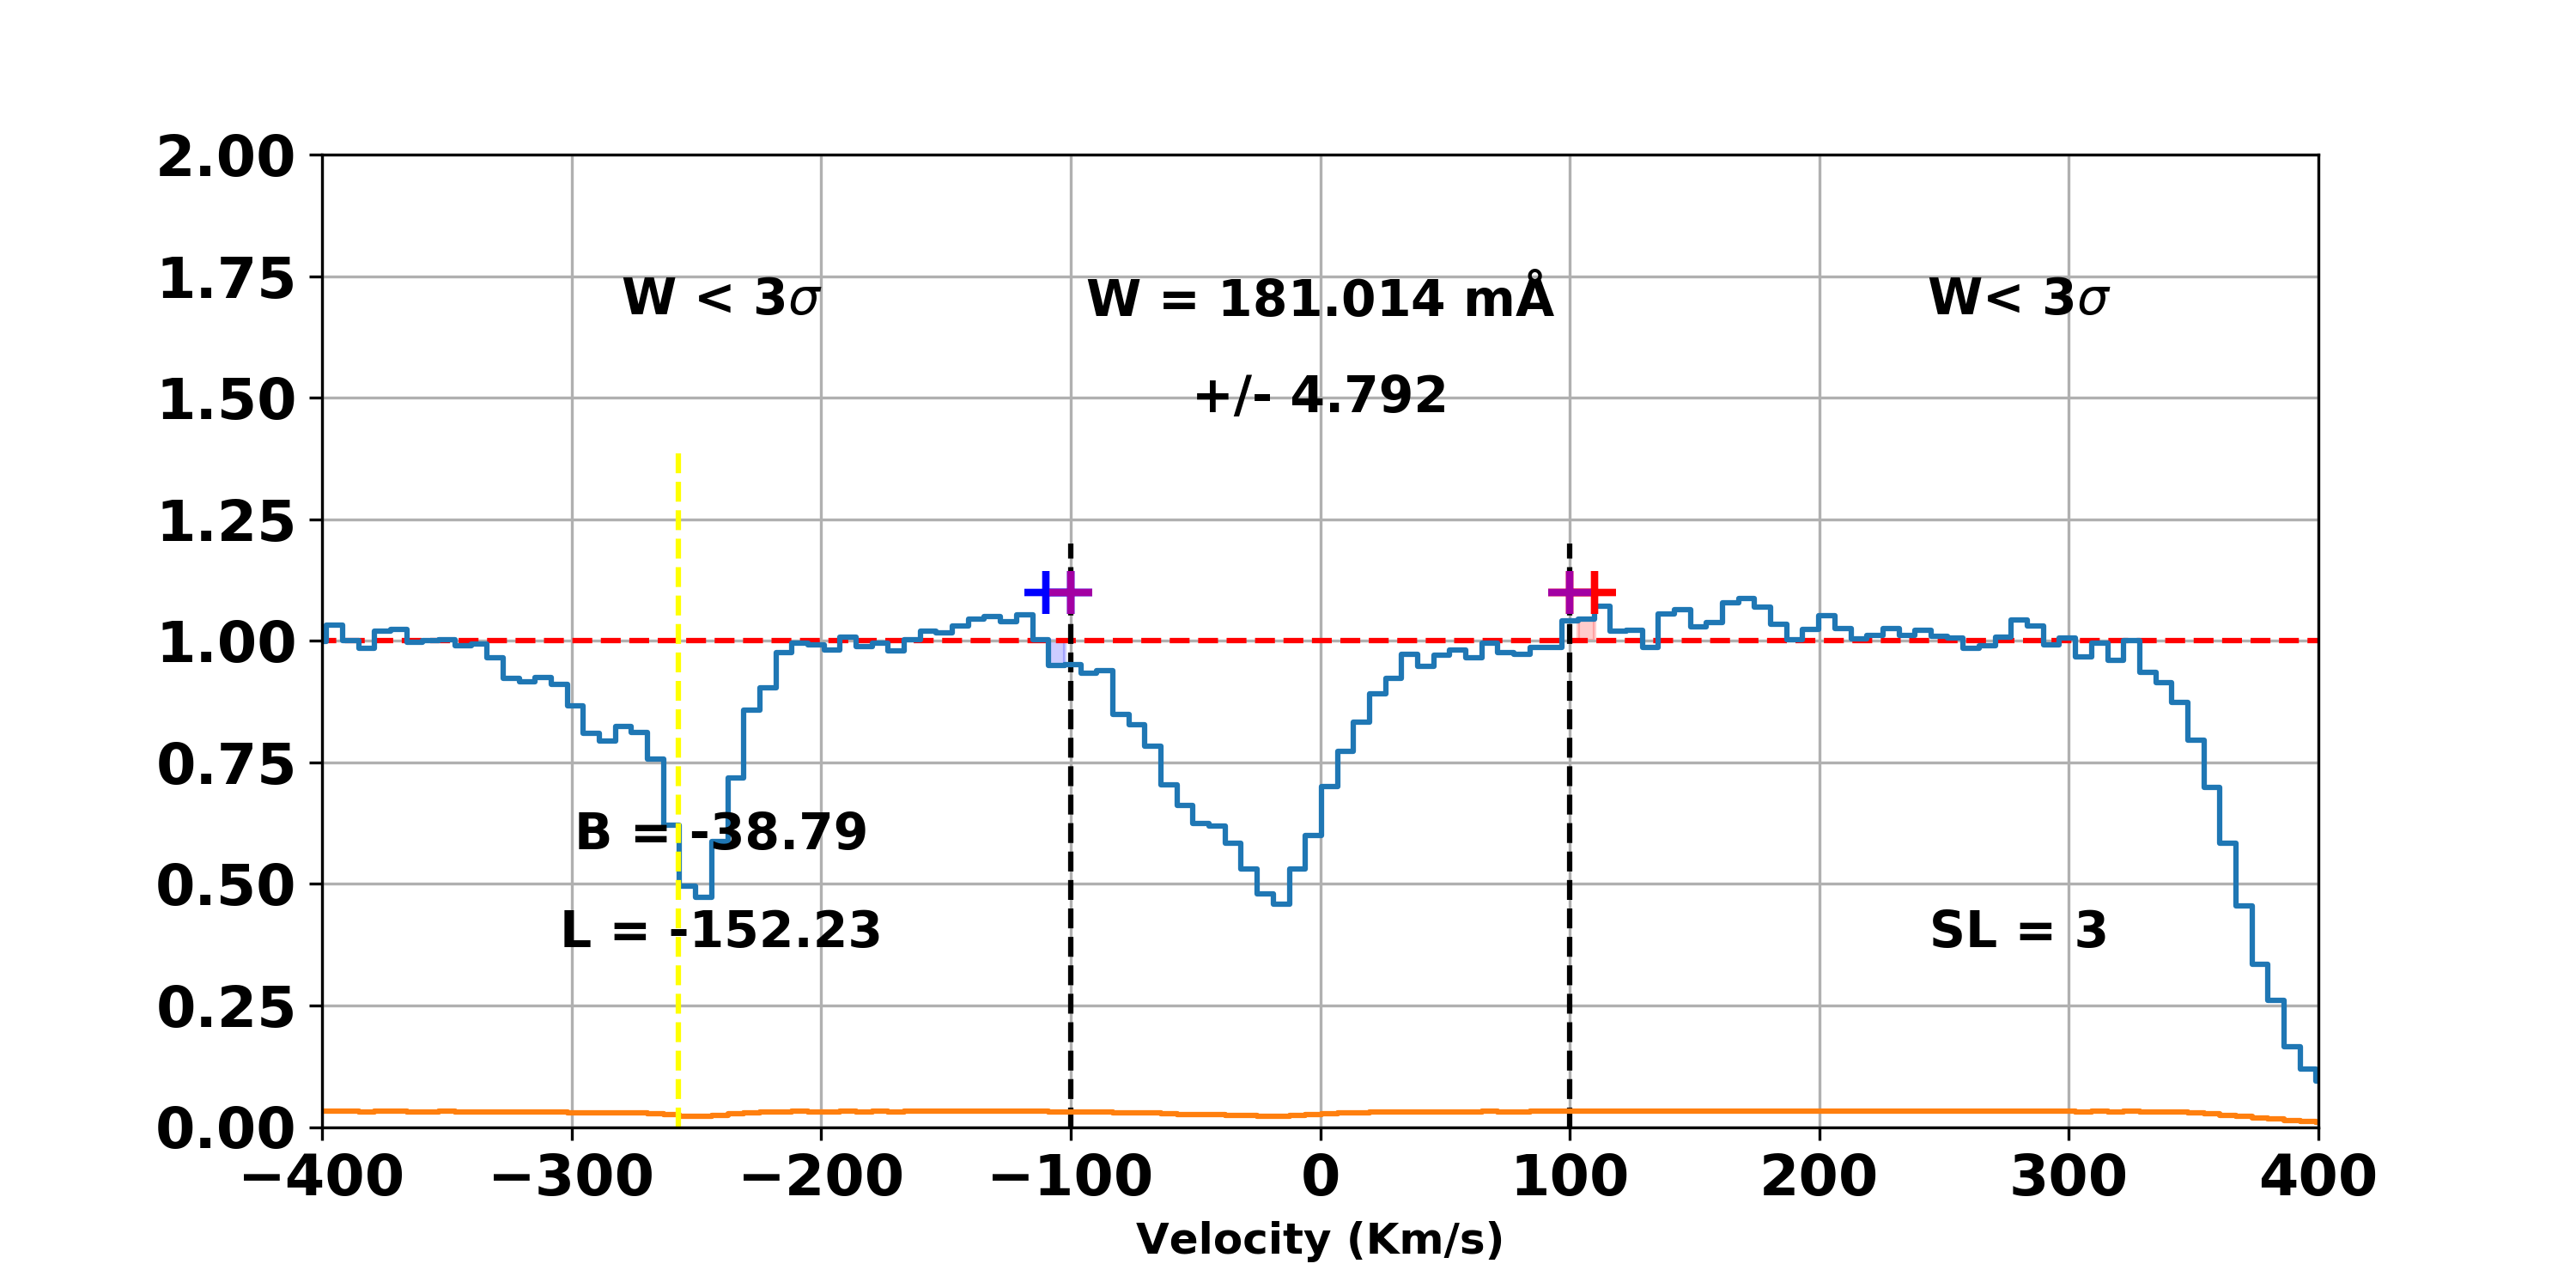 2.00
1.75
1.50
1.25
1.00
0.75
0.50
0.25
0.00
W < 3σ
W = 181.014 mÅ
+/- 4.792
W< 3σ
B = -38.79
L = -152.23
SL = 3
−400 −300 −200 −100 0 100 200 300 400
Velocity (Km/s)